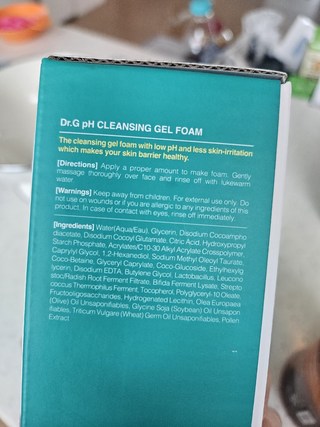 Dr.G pH CLEANSING GEL FOAM
The cleansing gel foam with low pH and less skin-irritation
which makes your skin barrier healthy.
[Directions] Apply a proper amount to make foam. Gently
massage thoroughly over face and rinse off with lukewarm
water
[Warnings] Keep away from children. For external use only. Do
not use on wounds or if you are allergic to any ingredients of this
product. In case of contact with eyes, rinse off immediately.
[Ingredients] Water(Aqua/Eau), Glycerin, Disodium Cocoampho
diacetate, Disodium Cocoyl Glutamate, Citric Acid, Hydroxypropyl
Starch Phosphate, Acrylates/C10-30 Alkyl Acrylate Crosspolymer,
Caprylyl Glycol, 1,2-Hexanediol, Sodium Methyl Oleoyl Taurate,
Coco-Betaine, Glyceryl Caprylate, Coco-Glucoside, Ethylhexylg
lycerin, Disodium EDTA, Butylene Glycol, Lactobacillus, Leucono
stoc/Radish Root Ferment Filtrate, Bifida Ferment Lysate, Strepto
coccus Thermophilus Ferment, Tocopherol, Polyglyceryl-10 Oleate,
Fructooligosaccharides, Hydrogenated Lecithin, Olea Europaea
(Olive) Oil Unsaponifiables, Glycine Soja (Soybean) Oil Unsaponi
fiables, Triticum Vulgare (Wheat) Germ Oil Unsaponifiables, Pollen
Extract